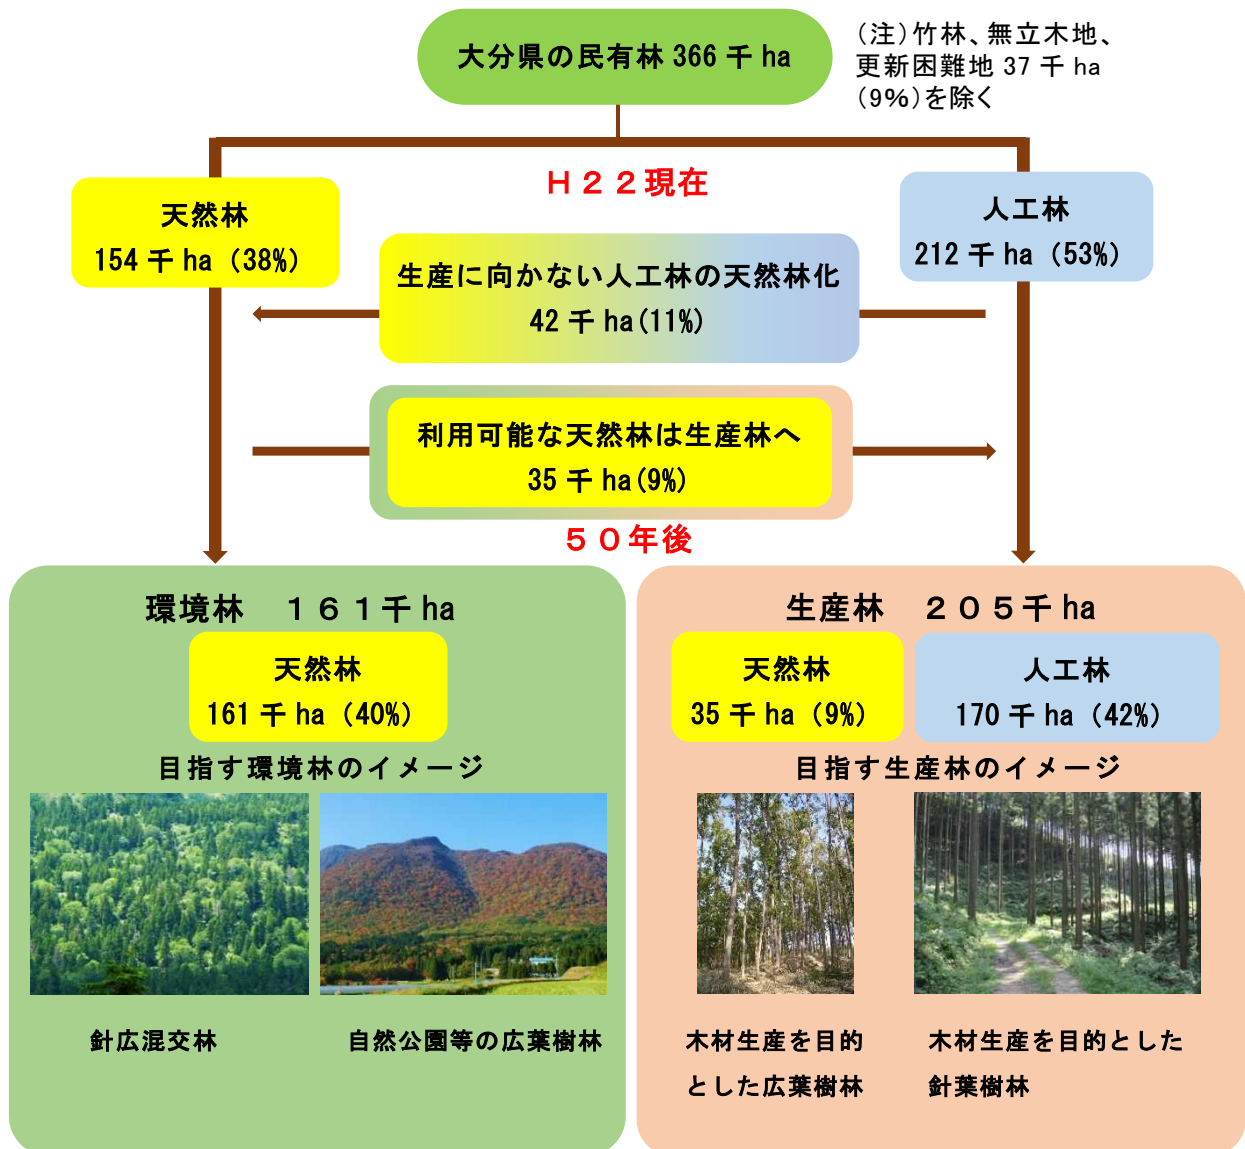 大分県の民有林 366 千 ha
（注）竹林、無立木地、
更新困難地 37 千 ha
（9%）を除く
Ｈ２２現在
天然林
154 千 ha（38%）
人工林
212 千 ha（53%）
生産に向かない人工林の天然林化
42 千 ha(11%)
利用可能な天然林は生産林へ
35 千 ha(9%)
５０年後
環境林　１６１千 ha
天然林
161 千 ha（40%）
目指す環境林のイメージ
針広混交林
自然公園等の広葉樹林
生産林　２０５千 ha
天然林
35 千 ha（9%）
人工林
170 千 ha（42%）
目指す生産林のイメージ
木材生産を目的
とした広葉樹林
木材生産を目的とした
針葉樹林